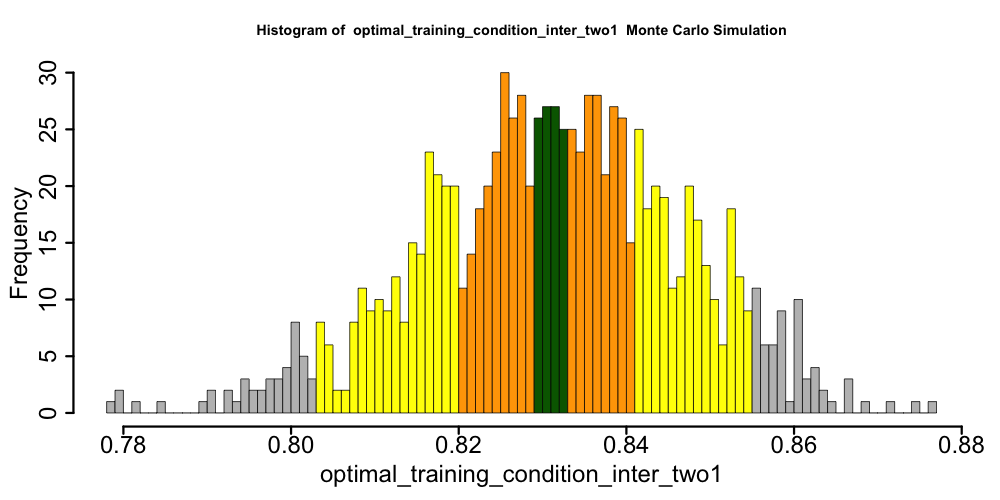 Histogram of optimal_training_condition_inter_two1 Monte Carlo Simulation
Frequency
30
25
20
15
10
5
0
0.78 0.80 0.82 0.84 0.86 0.88
optimal_training_condition_inter_two1